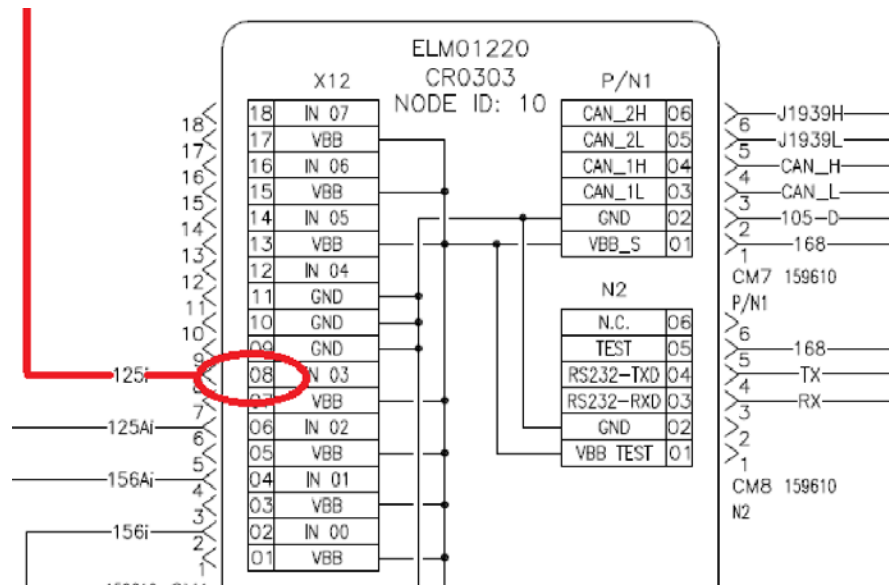 ELM01220
CR0303
NODE ID: 10
X12
18 18 IN 07
17 17 VBB
16 16 IN 06
15 15 VBB
14 14 IN 05
13 13 VBB
12 12 IN 04
11 11 GND
10 10 GND
9 09 GND
125i 08 IN 03
7 07 VBB
125Ai 6 06 IN 02
5 05 VBB
156Ai 4 04 IN 01
3 03 VBB
156i 2 02 IN 00
1 01 VBB
P/N1
CAN_2H 06 6 J1939H
CAN_2L 05 5 J1939L
CAN_1H 04 4 CAN_H
CAN_1L 03 3 CAN_L
GND 02 2 105-D
VBB_S 01 1 168
CM7 159610
P/N1
N2
N.C. 06 6
TEST 05 5 168
RS232-TXD 04 4 TX
RS232-RXD 03 3 RX
GND 02 2
VBB TEST 01 1
CM8 159610
N2